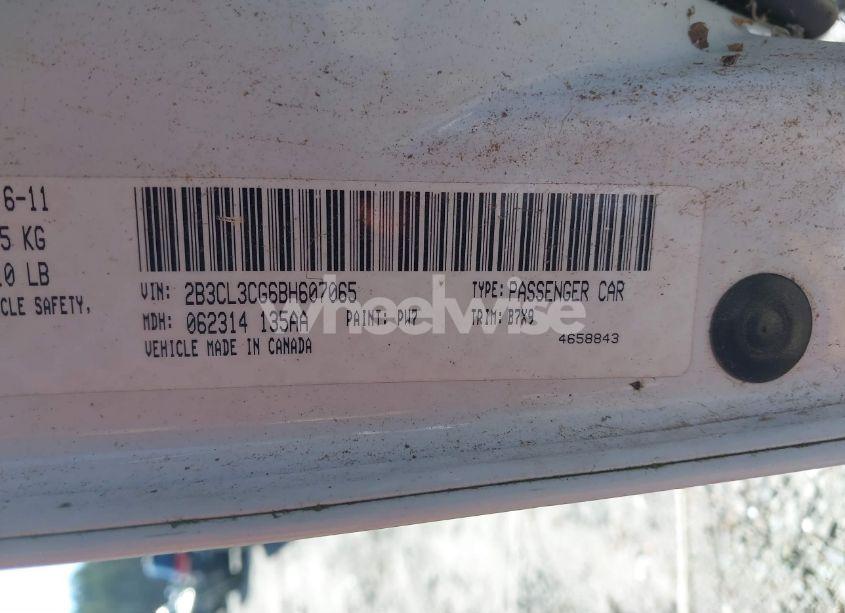 6-11
5 KG
0 LB
CLE SAFETY,
VIN: 2B3CL3CG6BH607065 TYPE: PASSENGER CAR
MDH: 062314 135AA PAINT: PW7 TRIM: B7X9
VEHICLE MADE IN CANADA 4658843
wheelwise